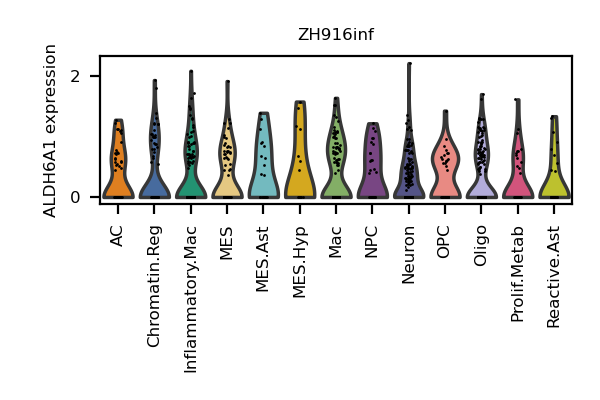 ZH916inf
ALDH6A1 expression
2
0
AC
Chromatin.Reg
Inflammatory.Mac
MES
MES.Ast
MES.Hyp
Mac
NPC
Neuron
OPC
Oligo
Prolif.Metab
Reactive.Ast